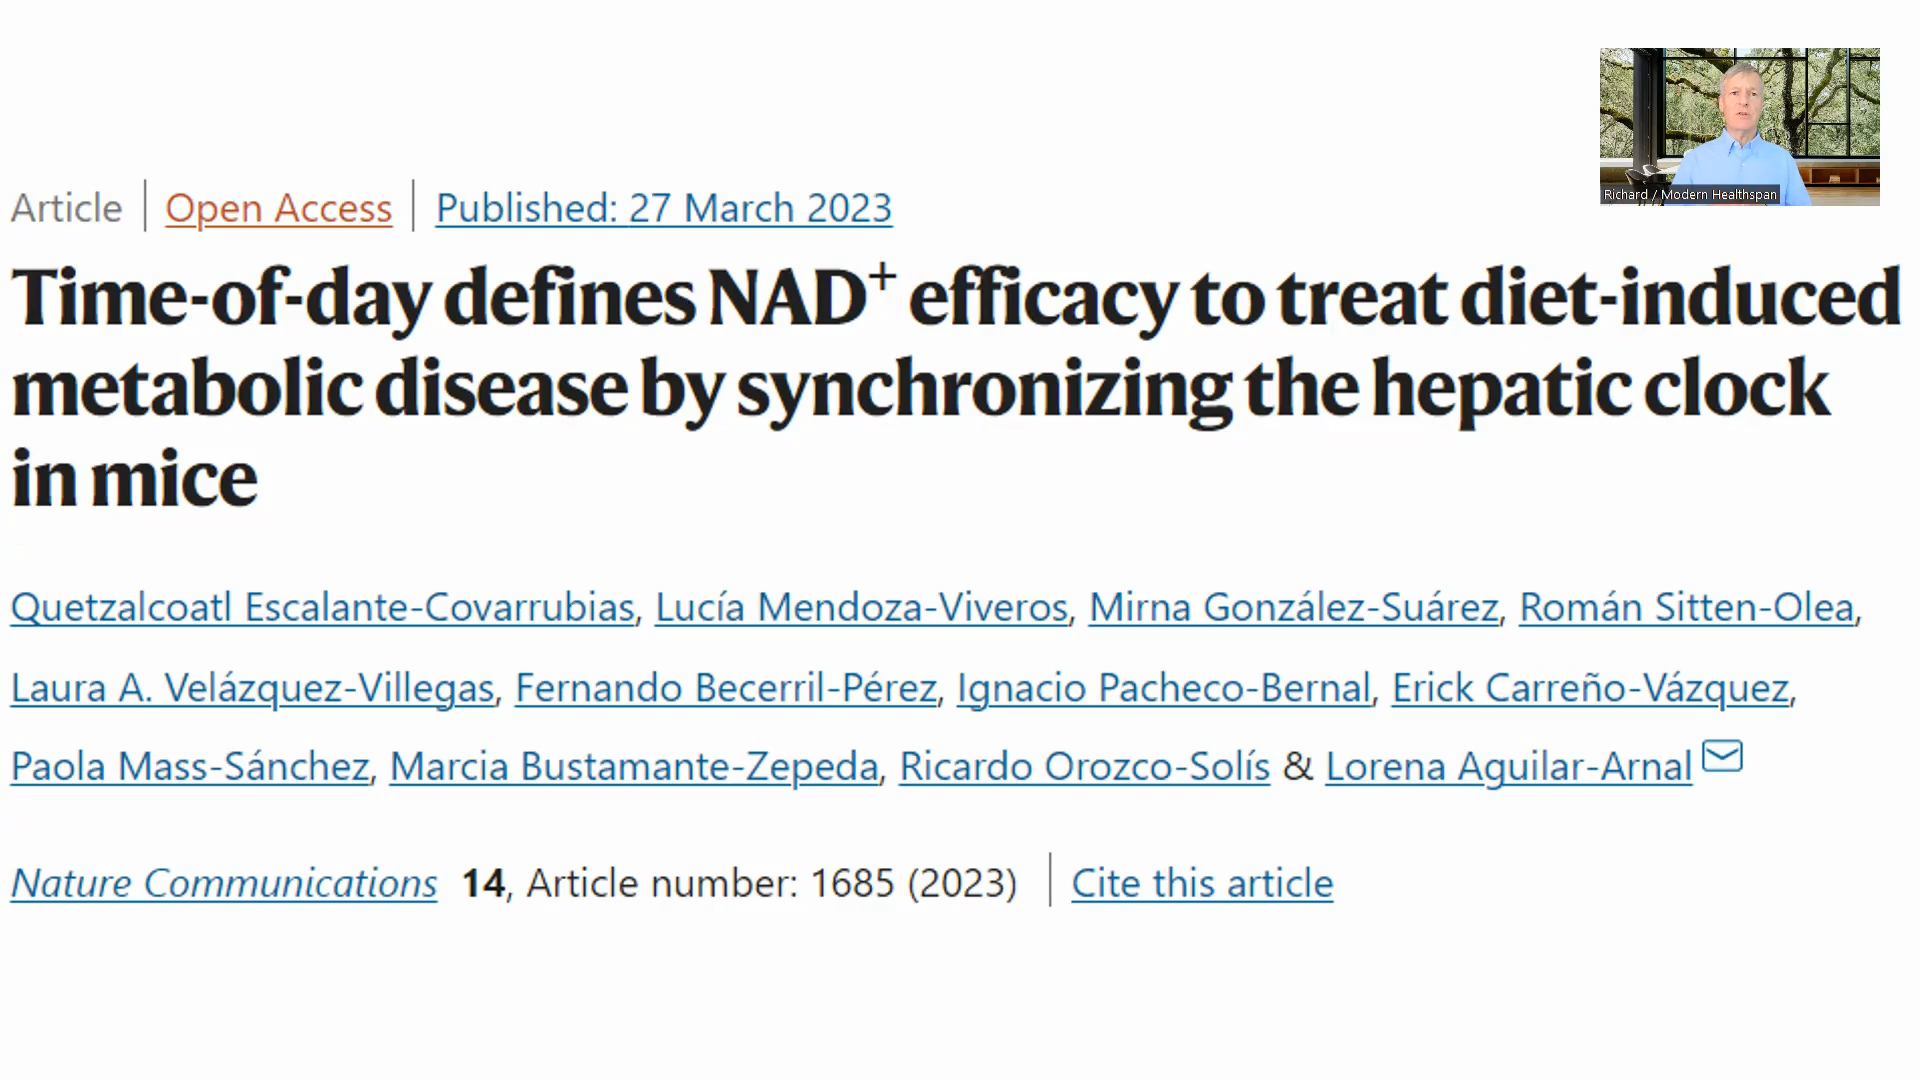 Richard / Modern Healthspan
Article | Open Access | Published: 27 March 2023
Time-of-day defines NAD⁺ efficacy to treat diet-induced
metabolic disease by synchronizing the hepatic clock
in mice
Quetzalcoatl Escalante-Covarrubias, Lucía Mendoza-Viveros, Mirna González-Suárez, Román Sitten-Olea,
Laura A. Velázquez-Villegas, Fernando Becerril-Pérez, Ignacio Pacheco-Bernal, Erick Carreño-Vázquez,
Paola Mass-Sánchez, Marcia Bustamante-Zepeda, Ricardo Orozco-Solís & Lorena Aguilar-Arnal
Nature Communications 14, Article number: 1685 (2023) | Cite this article